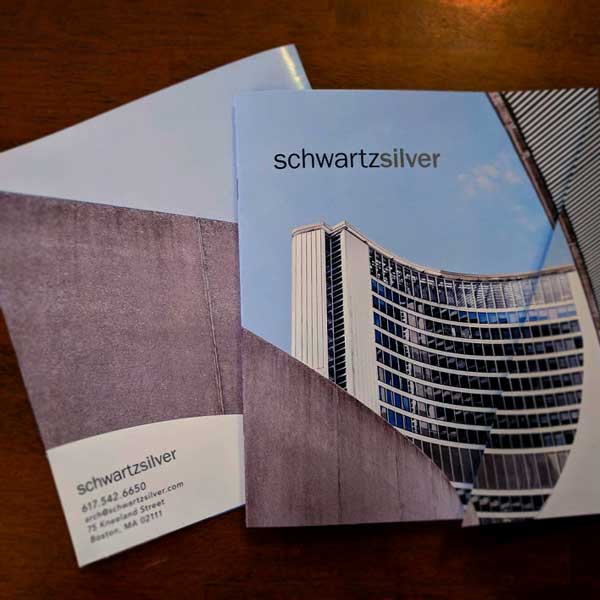 schwartzsilver
schwartzsilver
617.542.6650
arch@schwartzsilver.com
75 Kneeland Street
Boston, MA 02111